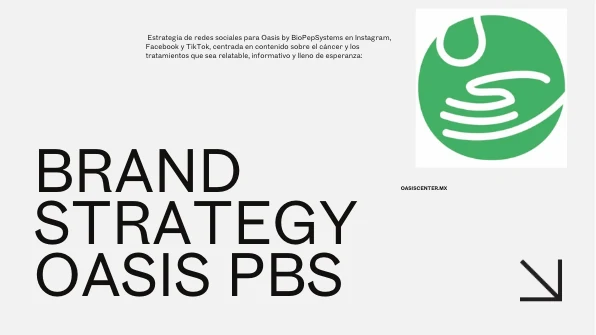 Estrategia de redes sociales para Oasis by BioPepSystems en Instagram,
Facebook y TikTok, centrada en contenido sobre el cáncer y los
tratamientos que sea relatable, informativo y lleno de esperanza:
OASISCENTER.MX
BRAND
STRATEGY
OASIS PBS